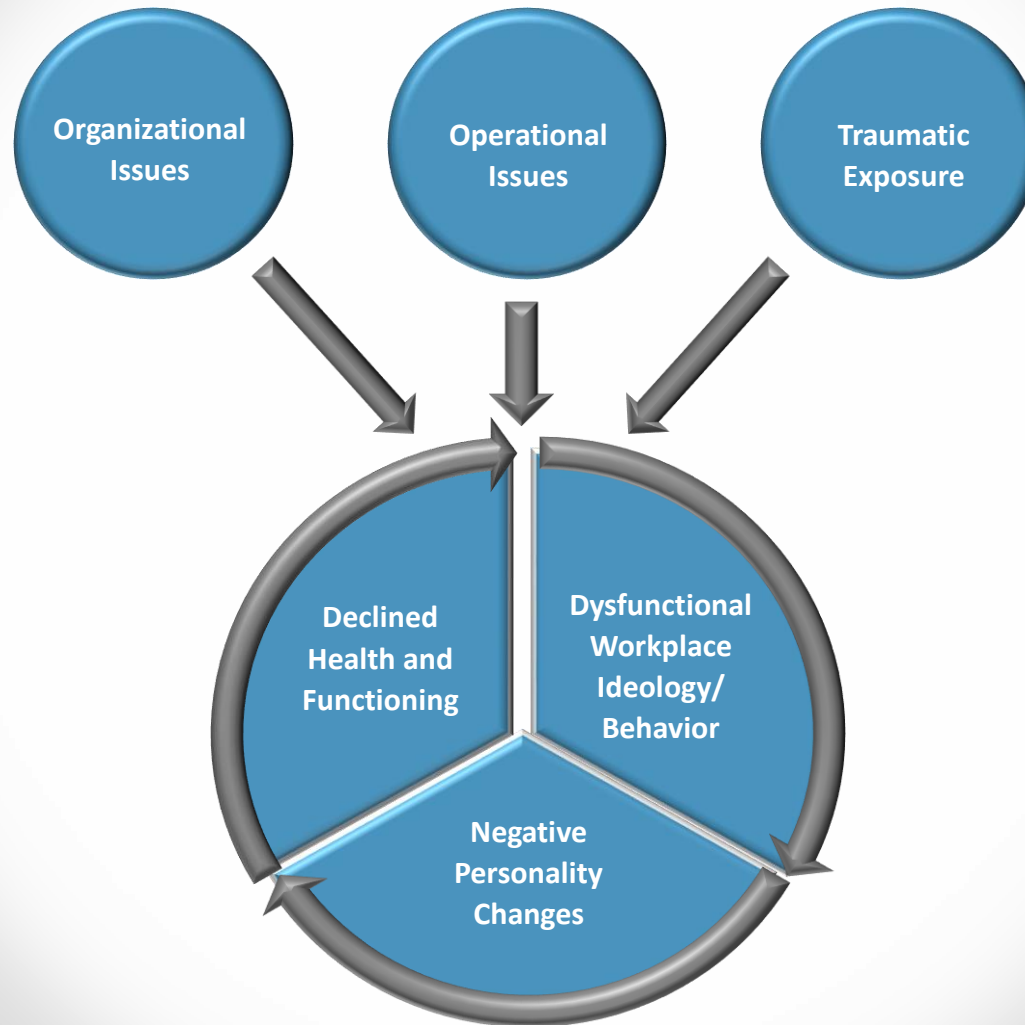 Organizational
Issues
Operational
Issues
Traumatic
Exposure
Declined
Health and
Functioning
Dysfunctional
Workplace
Ideology/
Behavior
Negative
Personality
Changes